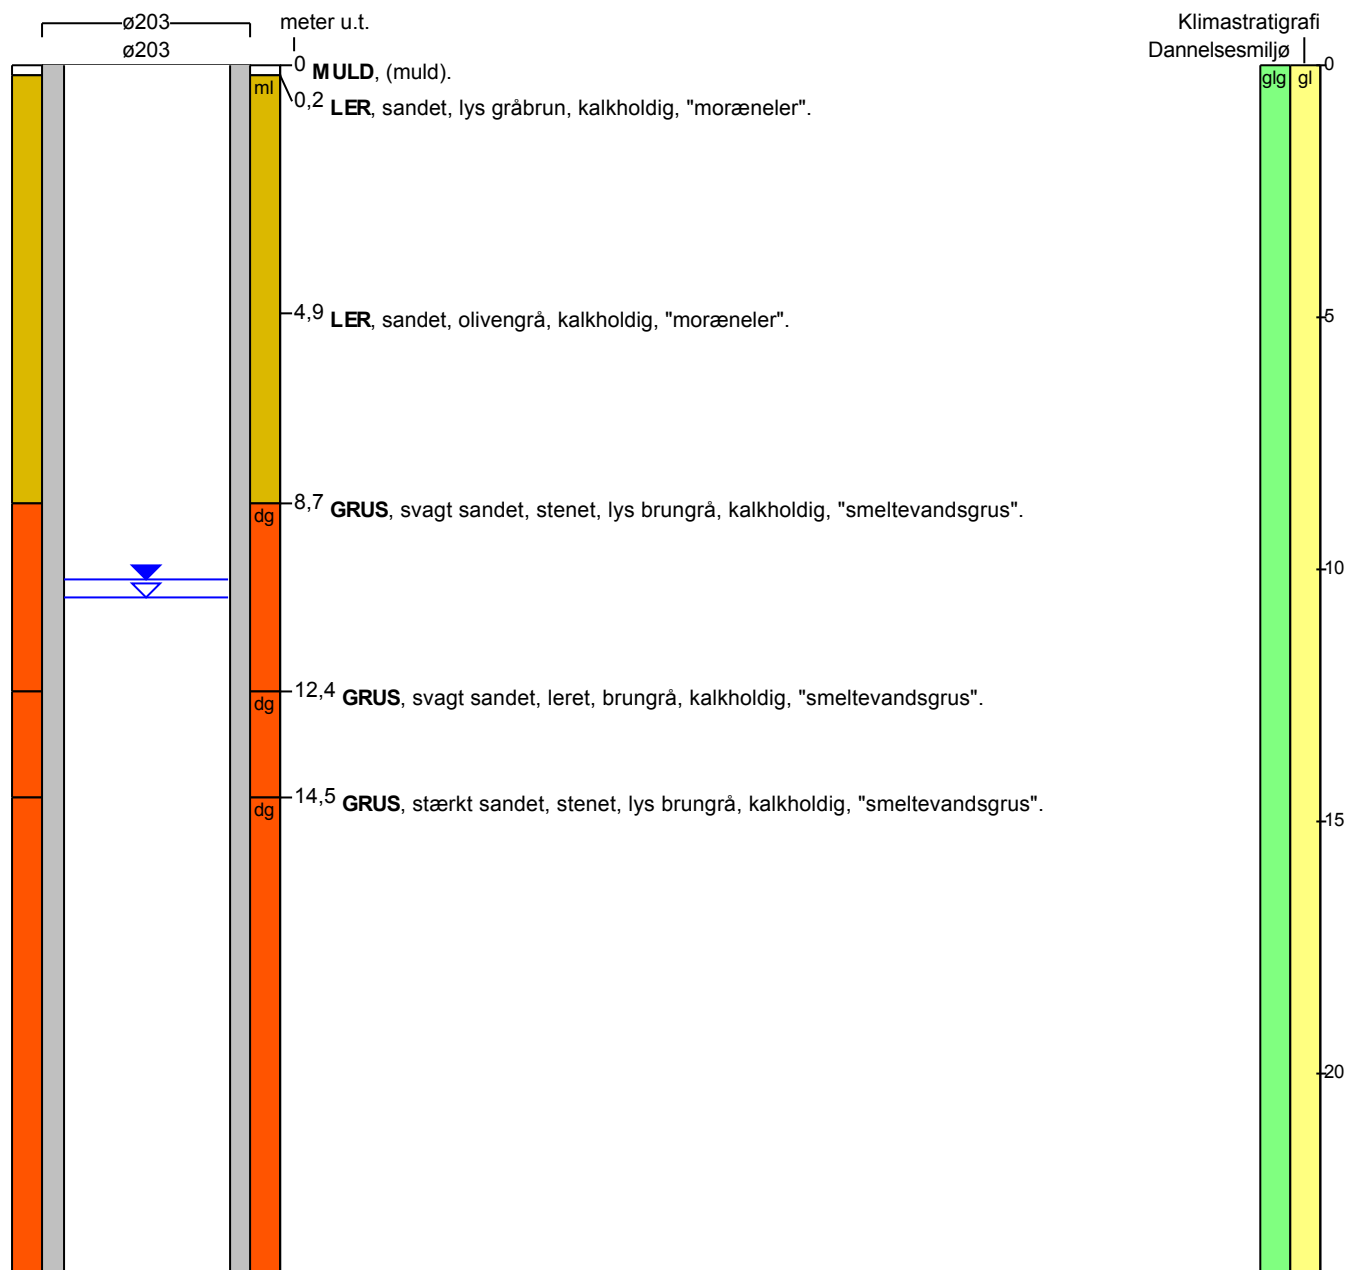 ø203 meter u.t. Klimastratigrafi
ø203 Dannelsesmiljø
0 MULD, (muld). 0
ml glg gl
0,2 LER, sandet, lys gråbrun, kalkholdig, "moræneler".
4,9 LER, sandet, olivengrå, kalkholdig, "moræneler". 5
8,7 GRUS, svagt sandet, stenet, lys brungrå, kalkholdig, "smeltevandsgrus".
dg
10
12,4 GRUS, svagt sandet, leret, brungrå, kalkholdig, "smeltevandsgrus".
dg
14,5 GRUS, stærkt sandet, stenet, lys brungrå, kalkholdig, "smeltevandsgrus".
dg
15
20